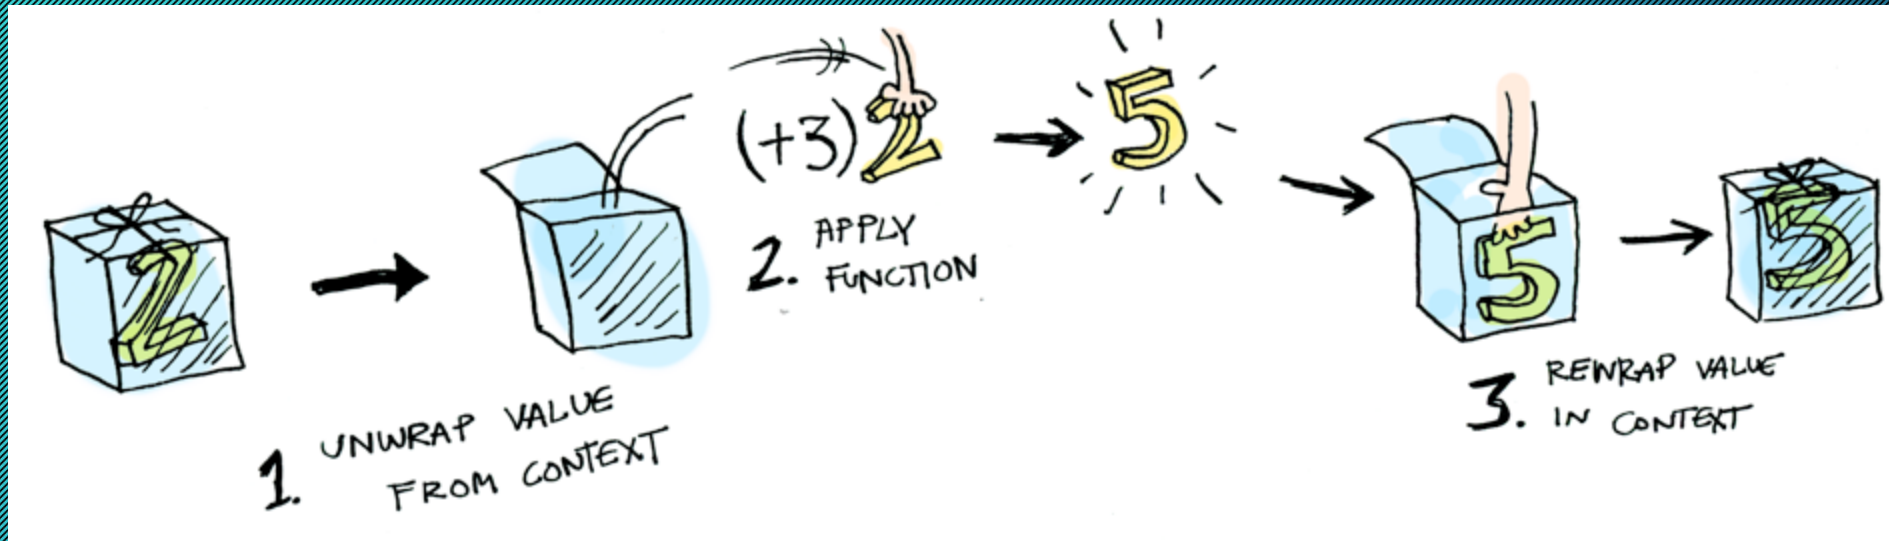 2
1. UNWRAP VALUE
FROM CONTEXT
(+3) 2
2. APPLY
FUNCTION
5
5
3. REWRAP VALUE
IN CONTEXT
5